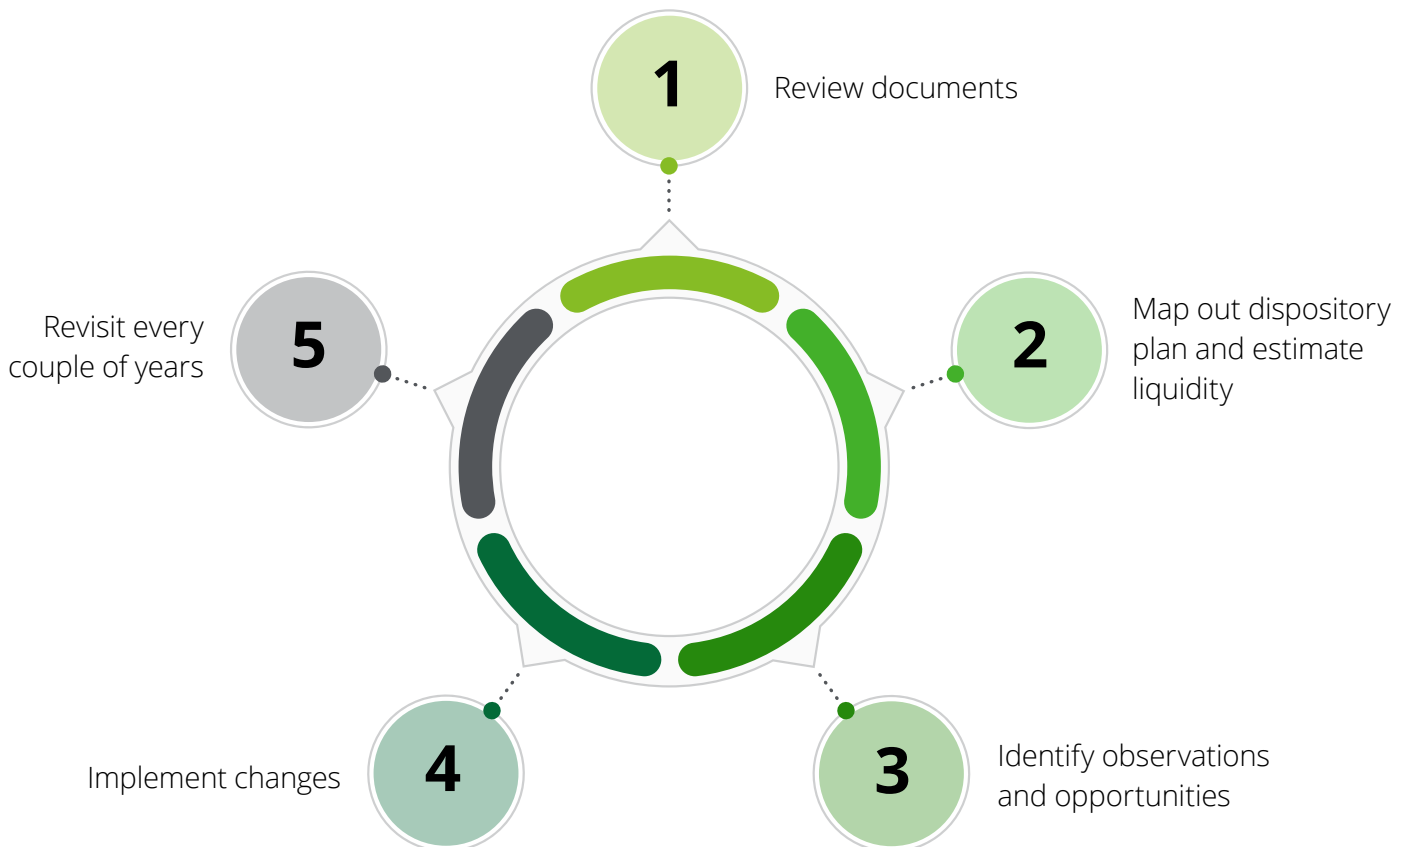 1
Review documents
2
Map out dispository
plan and estimate
liquidity
3
Identify observations
and opportunities
4
Implement changes
5
Revisit every
couple of years